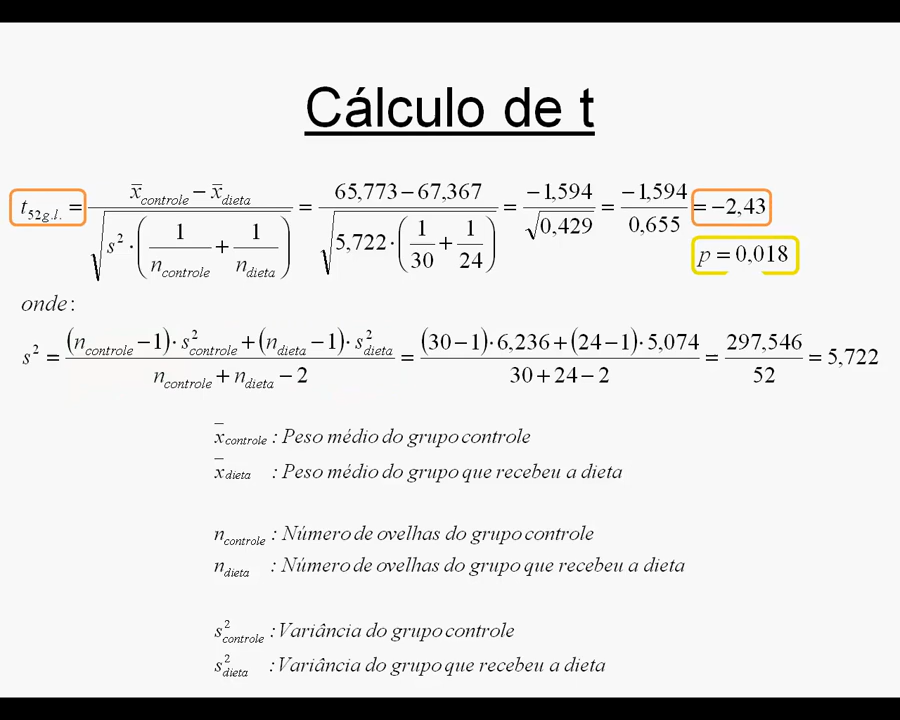 Cálculo de t
t52g.l. = (x̄controle − x̄dieta) / √(s² · (1/ncontrole + 1/ndieta)) = (65,773 − 67,367) / √(5,722 · (1/30 + 1/24)) = −1,594 / √0,429 = −1,594 / 0,655 = −2,43
p = 0,018
onde:
s² = ((ncontrole − 1) · s²controle + (ndieta − 1) · s²dieta) / (ncontrole + ndieta − 2) = ((30 − 1) · 6,236 + (24 − 1) · 5,074) / (30 + 24 − 2) = 297,546 / 52 = 5,722
x̄controle : Peso médio do grupo controle
x̄dieta : Peso médio do grupo que recebeu a dieta
ncontrole : Número de ovelhas do grupo controle
ndieta : Número de ovelhas do grupo que recebeu a dieta
s²controle : Variância do grupo controle
s²dieta : Variância do grupo que recebeu a dieta